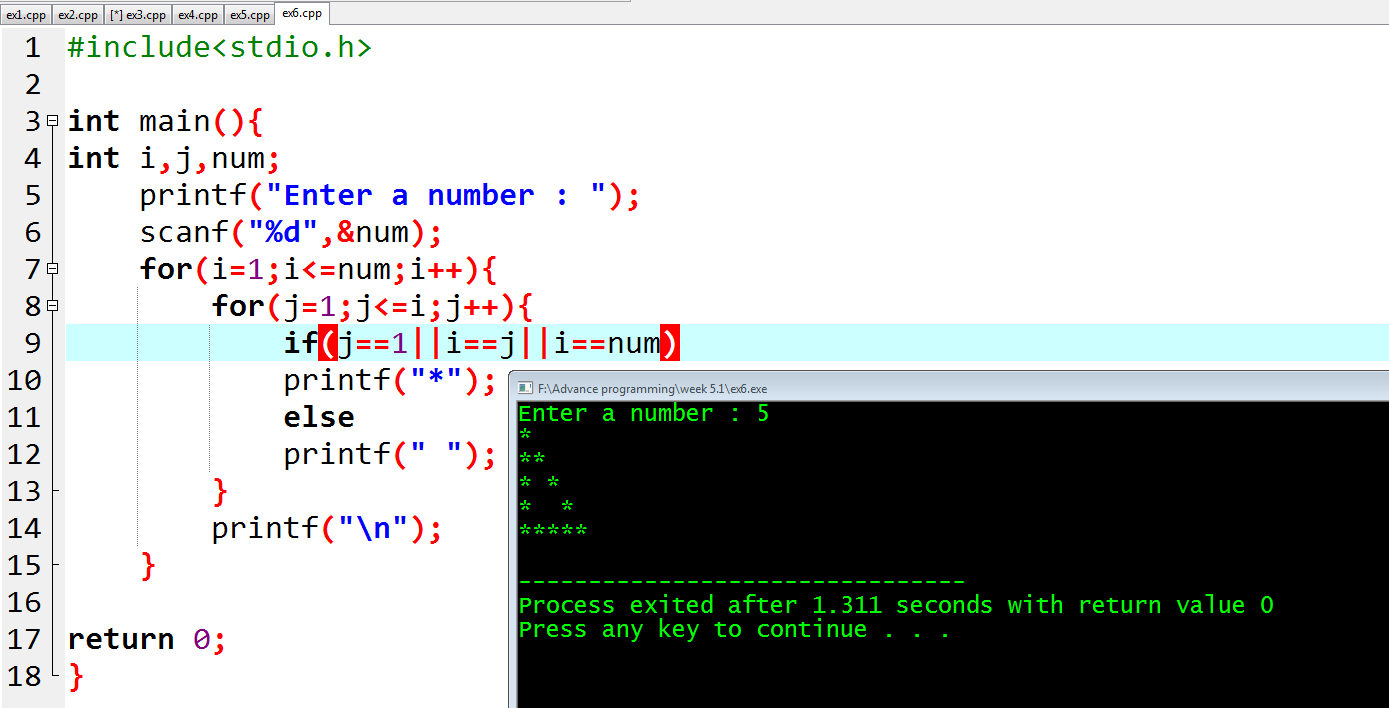 ex1.cpp ex2.cpp [*] ex3.cpp ex4.cpp ex5.cpp ex6.cpp
1 #include<stdio.h>
2
3 int main(){
4 int i,j,num;
5     printf("Enter a number : ");
6     scanf("%d",&num);
7     for(i=1;i<=num;i++){
8         for(j=1;j<=i;j++){
9             if(j==1||i==j||i==num)
10             printf("*");
11             else
12             printf(" ");
13         }
14         printf("\n");
15     }
16
17 return 0;
18 }
F:\Advance programming\week 5.1\ex6.exe
Enter a number : 5
*
**
* *
*  *
*****
--------------------------------
Process exited after 1.311 seconds with return value 0
Press any key to continue . . .